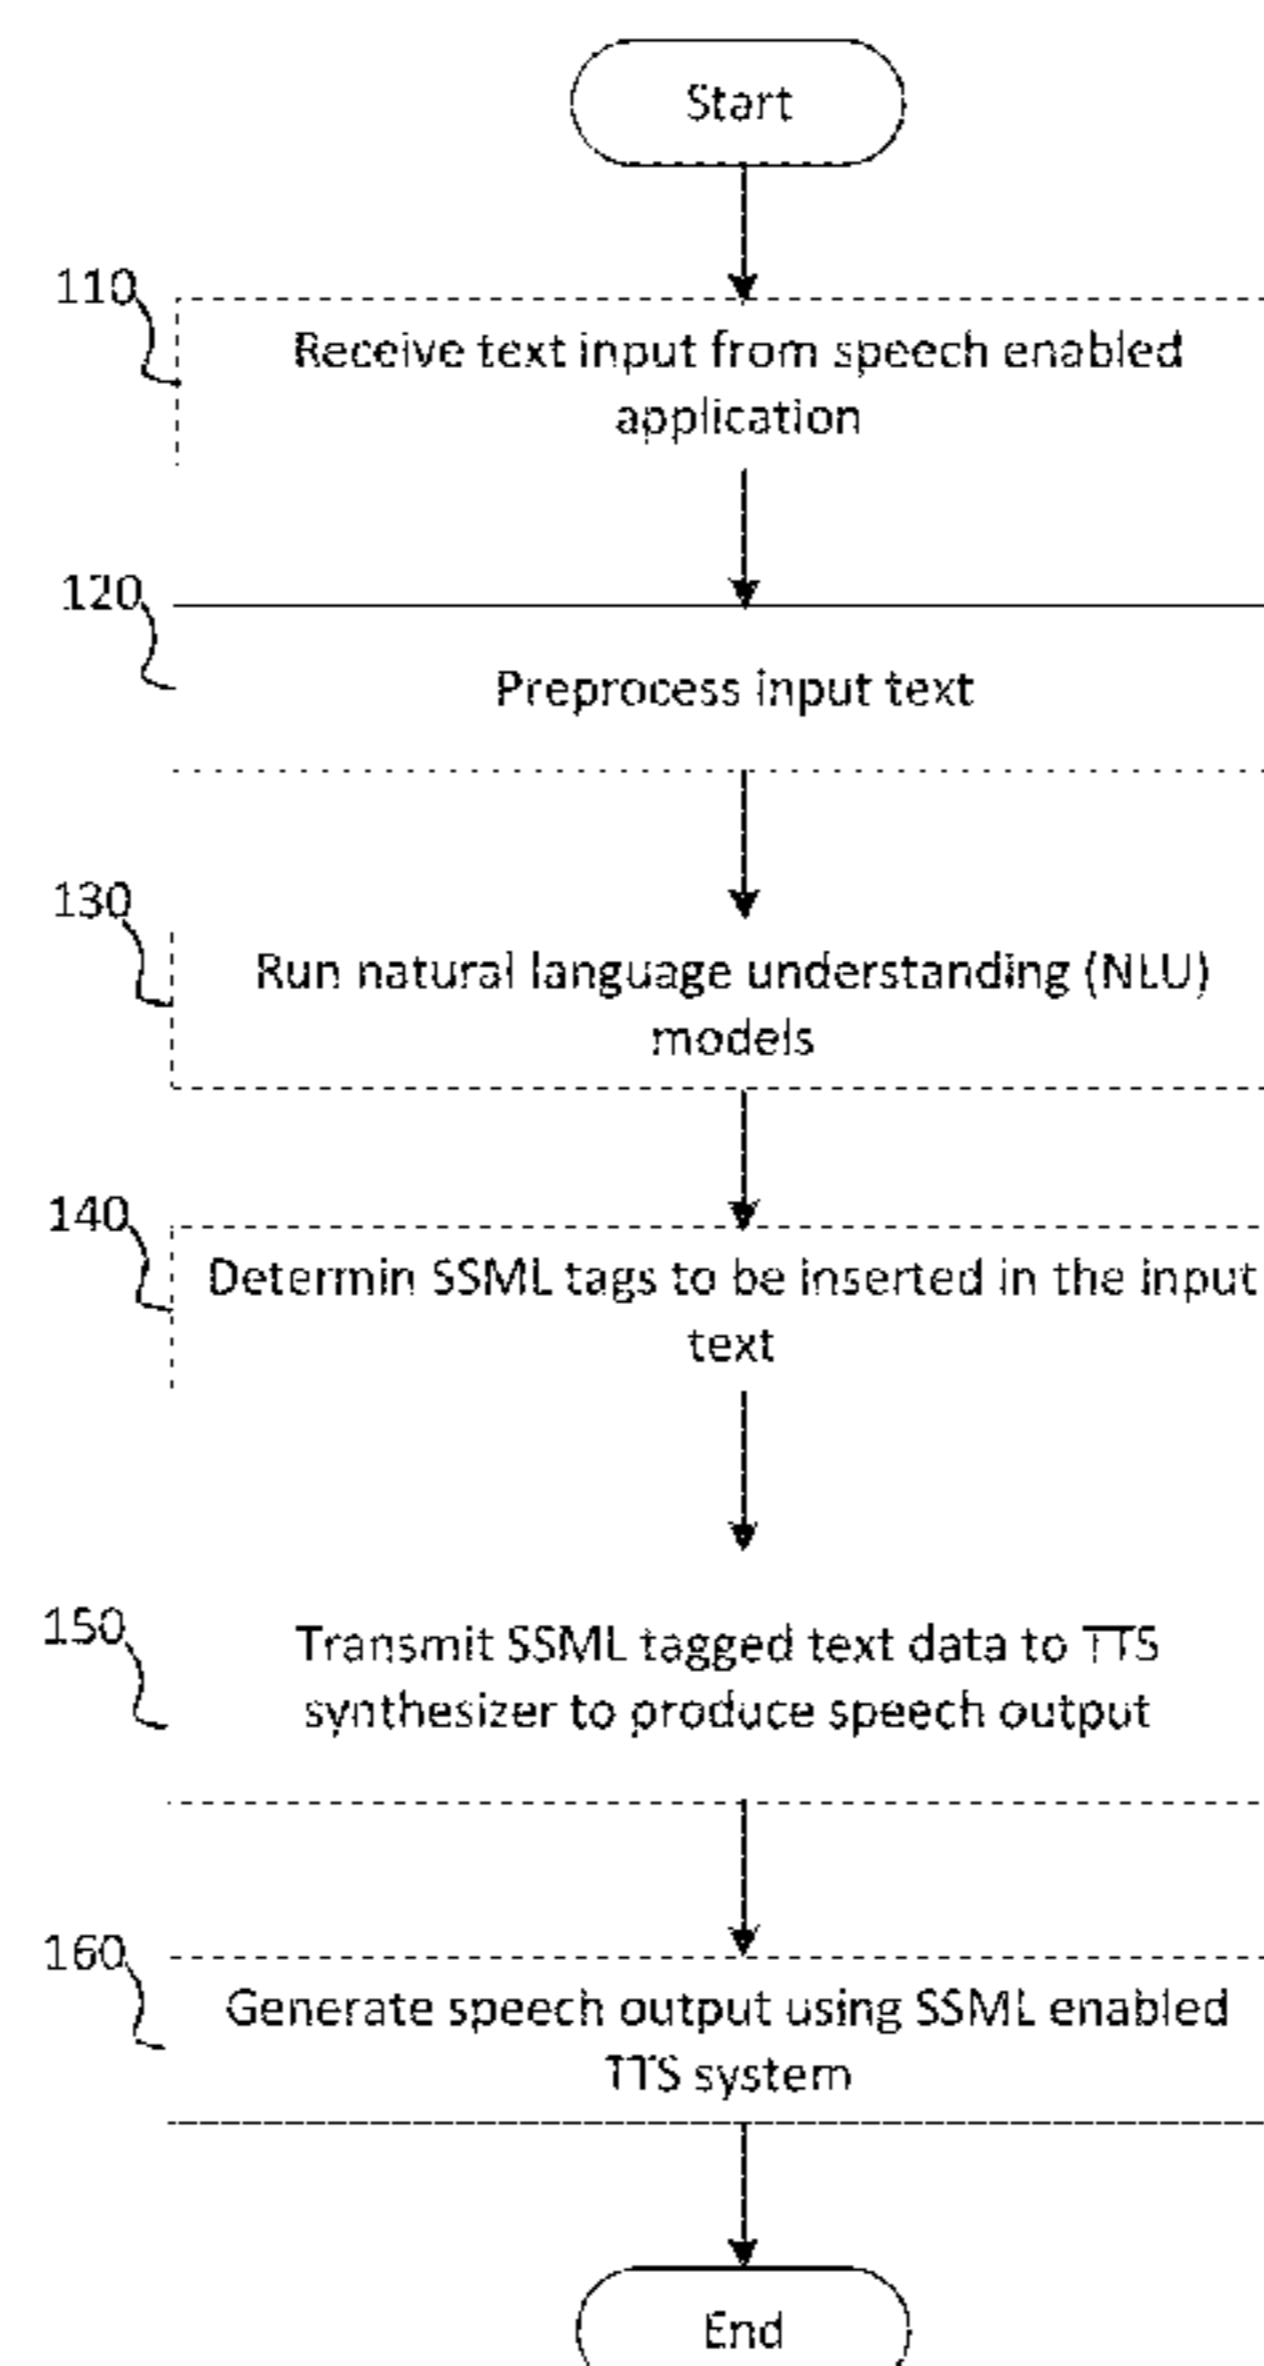 Start
110
Receive text input from speech enabled
application
120
Preprocess input text
130
Run natural language understanding (NLU)
models
140
Determin SSML tags to be inserted in the input
text
150
Transmit SSML tagged text data to TTS
synthesizer to produce speech output
160
Generate speech output using SSML enabled
TTS system
End